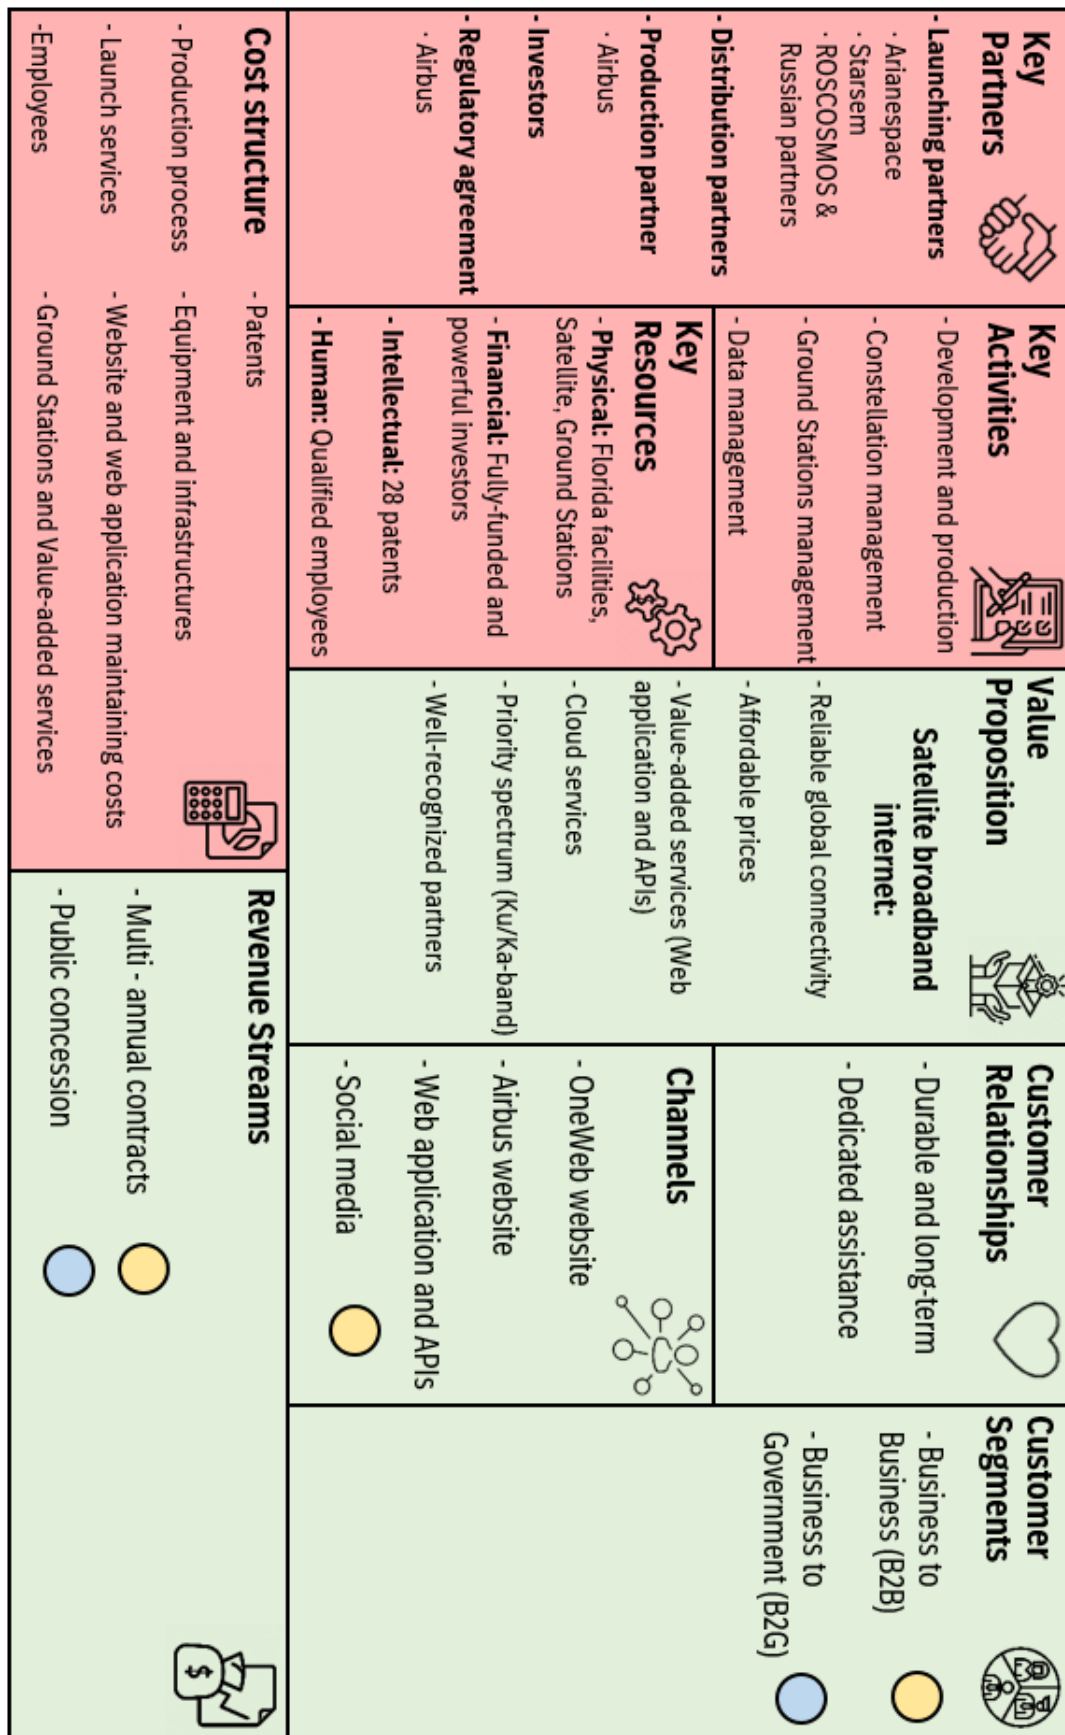 Key
Partners
- Launching partners
· Arianespace
· Starsem
· ROSCOSMOS &
Russian partners
- Distribution partners
- Production partner
· Airbus
- Investors
- Regulatory agreement
· Airbus
Key
Activities
- Development and production
- Constellation management
- Ground Stations management
- Data management
Key
Resources
- Physical: Florida facilities,
Satellite, Ground Stations
- Financial: Fully-funded and
powerful investors
- Intellectual: 28 patents
- Human: Qualified employees
Value
Proposition
Satellite broadband
internet:
- Reliable global connectivity
- Affordable prices
- Value-added services (Web
application and APIs)
- Cloud services
- Priority spectrum (Ku/Ka-band)
- Well-recognized partners
Customer
Relationships
- Durable and long-term
- Dedicated assistance
Channels
- OneWeb website
- Airbus website
- Web application and APIs
- Social media
Customer
Segments
- Business to
Business (B2B)
- Business to
Government (B2G)
Cost structure
- Production process
- Launch services
-Employees
- Patents
- Equipment and infrastructures
- Website and web application maintaining costs
- Ground Stations and Value-added services
Revenue Streams
- Multi - annual contracts
- Public concession
$
$